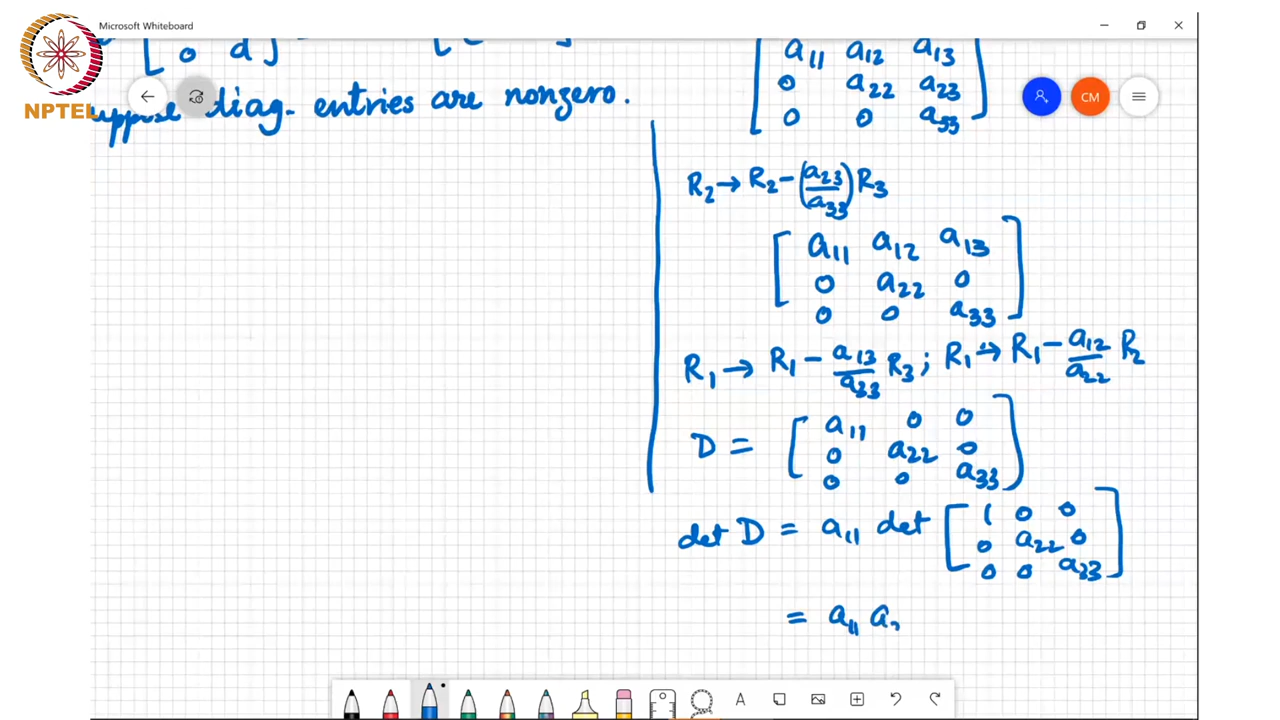 Microsoft Whiteboard
NPTEL
CM
[ 0 d ]
uppose diag. entries are nonzero.
[ a11 a12 a13
0 a22 a23
0 0 a33 ]
R2 → R2 - (a23/a33) R3
[ a11 a12 a13
0 a22 0
0 0 a33 ]
R1 → R1 - a13/a33 R3 ; R1 → R1 - a12/a22 R2
D = [ a11 0 0
0 a22 0
0 0 a33 ]
det D = a11 det [ 1 0 0
0 a22 0
0 0 a33 ]
= a11 a
A